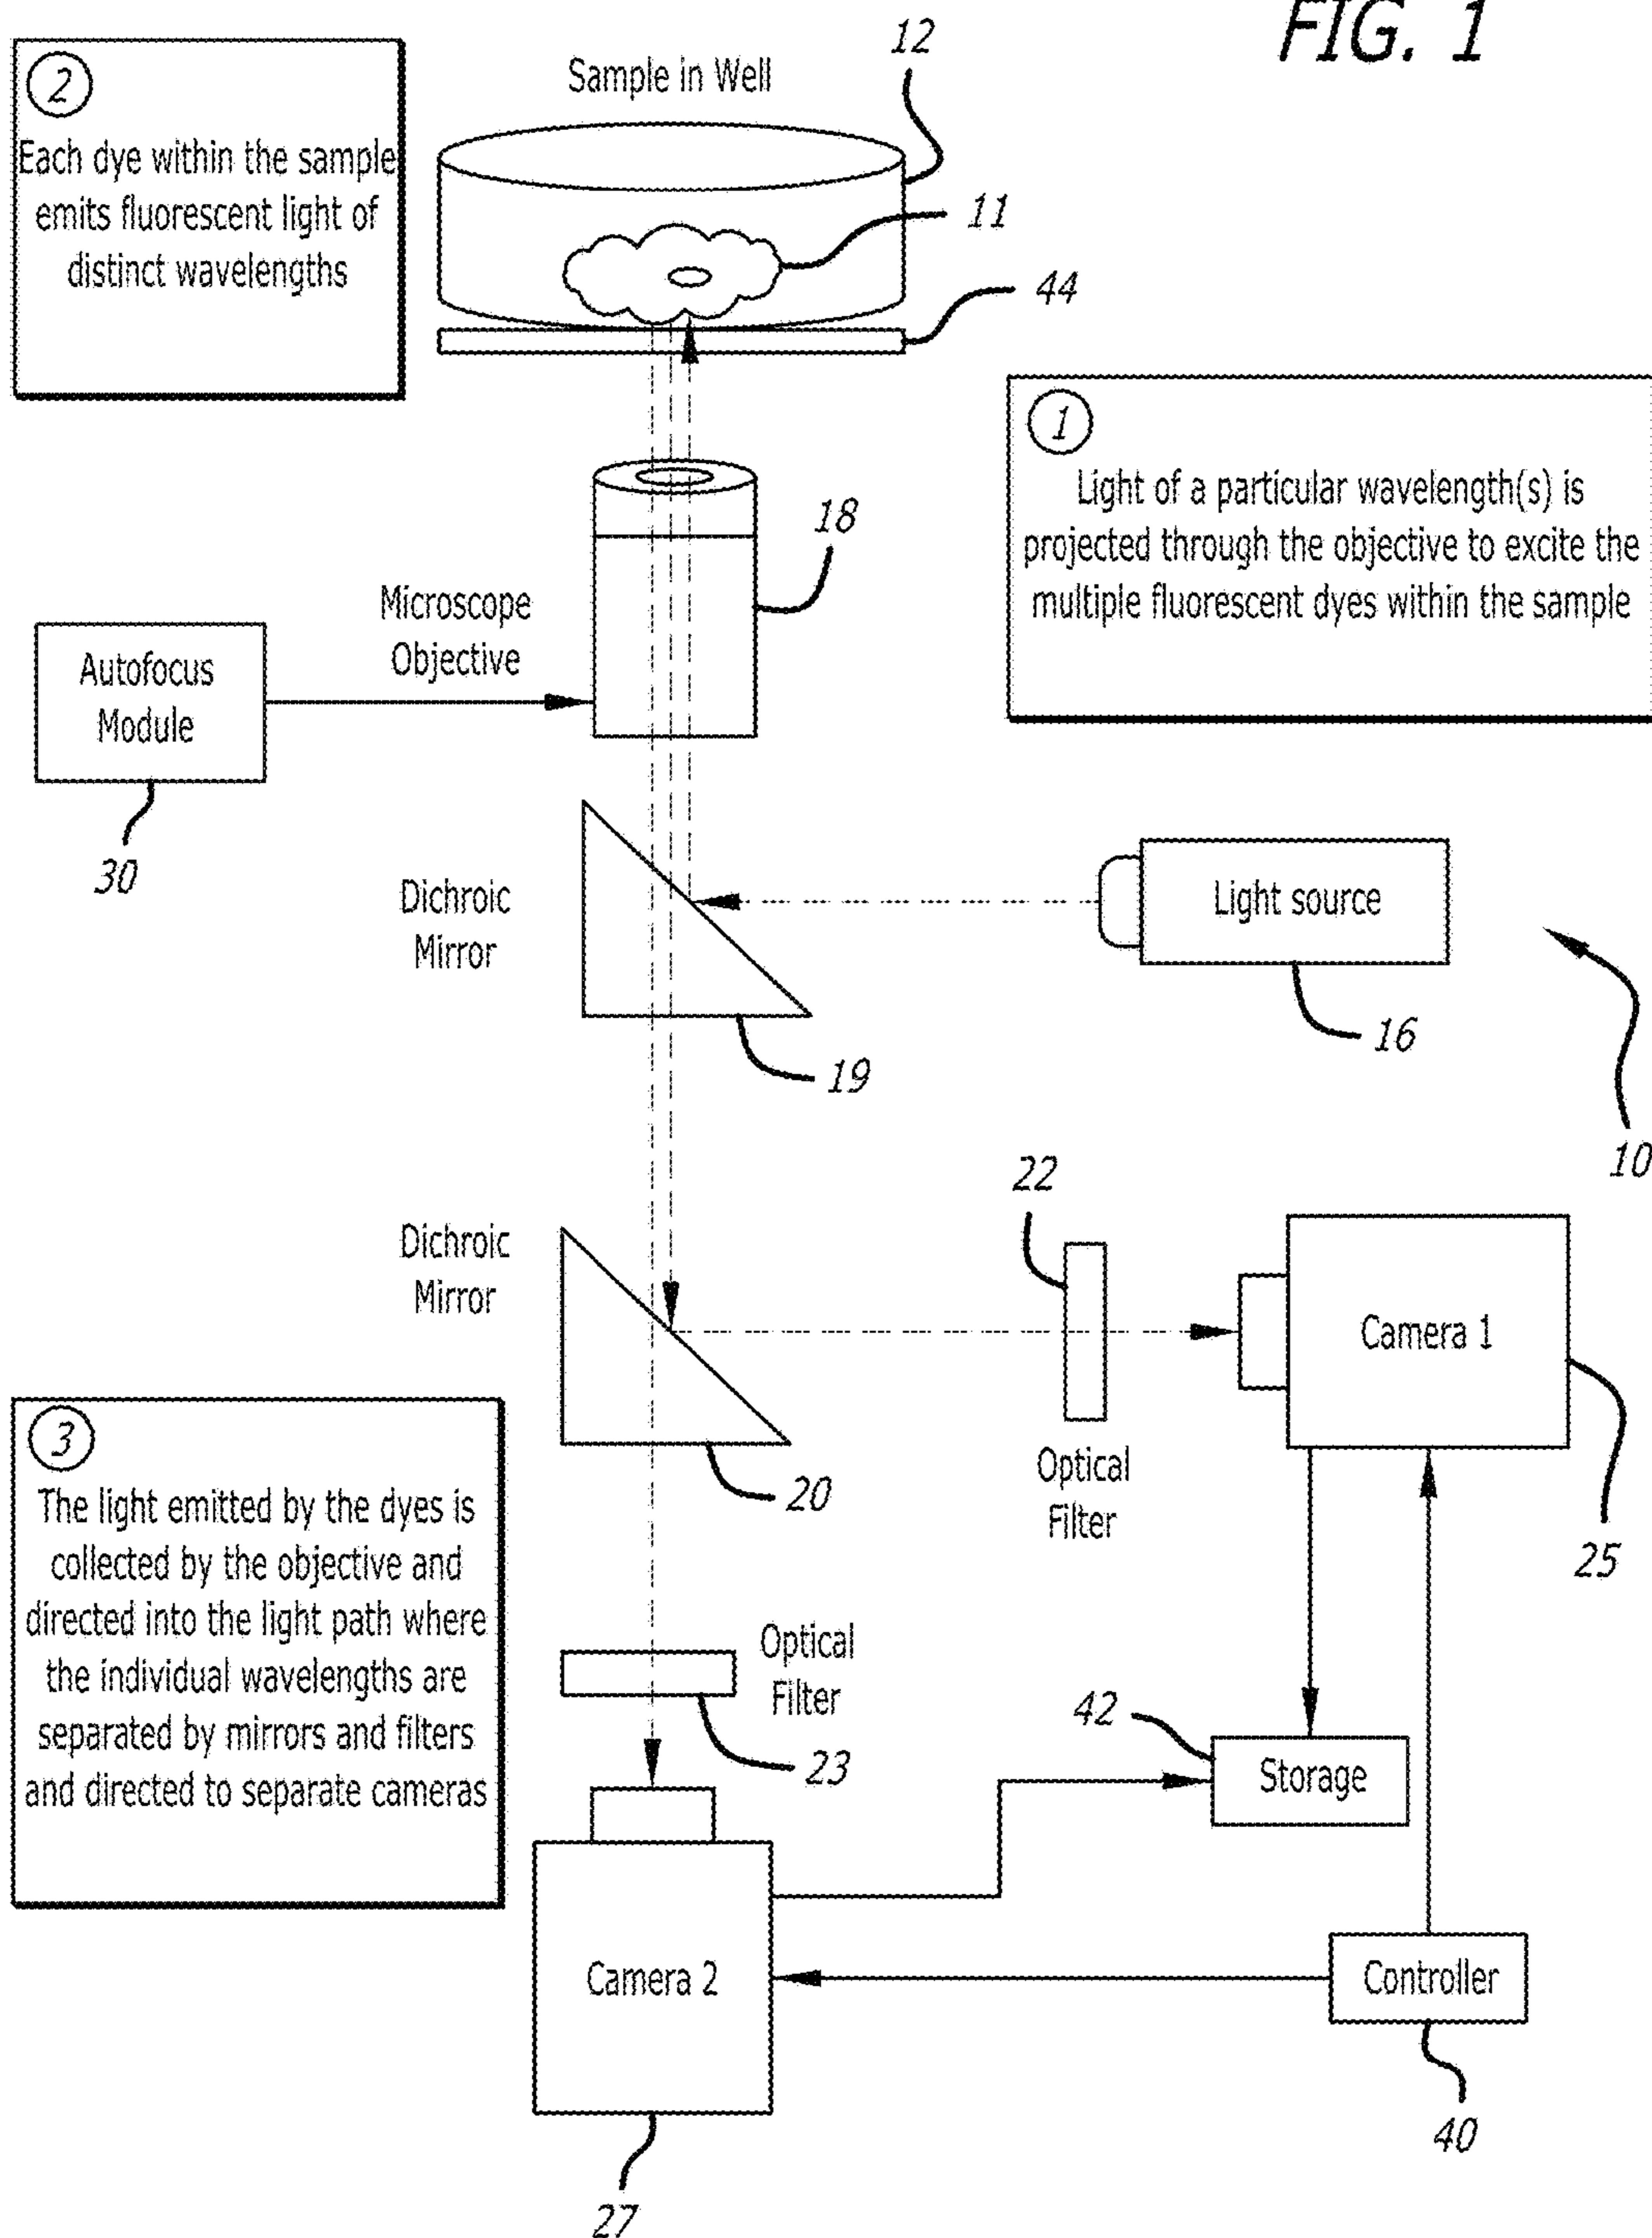 FIG. 1
12
Sample in Well
2
Each dye within the sample
emits fluorescent light of
distinct wavelengths
11
44
1
Light of a particular wavelength(s) is
projected through the objective to excite the
multiple fluorescent dyes within the sample
18
Microscope
Objective
Autofocus
Module
30
Dichroic
Mirror
Light source
16
19
10
22
Dichroic
Mirror
Camera 1
25
Optical
Filter
20
3
The light emitted by the dyes is
collected by the objective and
directed into the light path where
the individual wavelengths are
separated by mirrors and filters
and directed to separate cameras
Optical
Filter
23
42
Storage
Camera 2
Controller
40
27